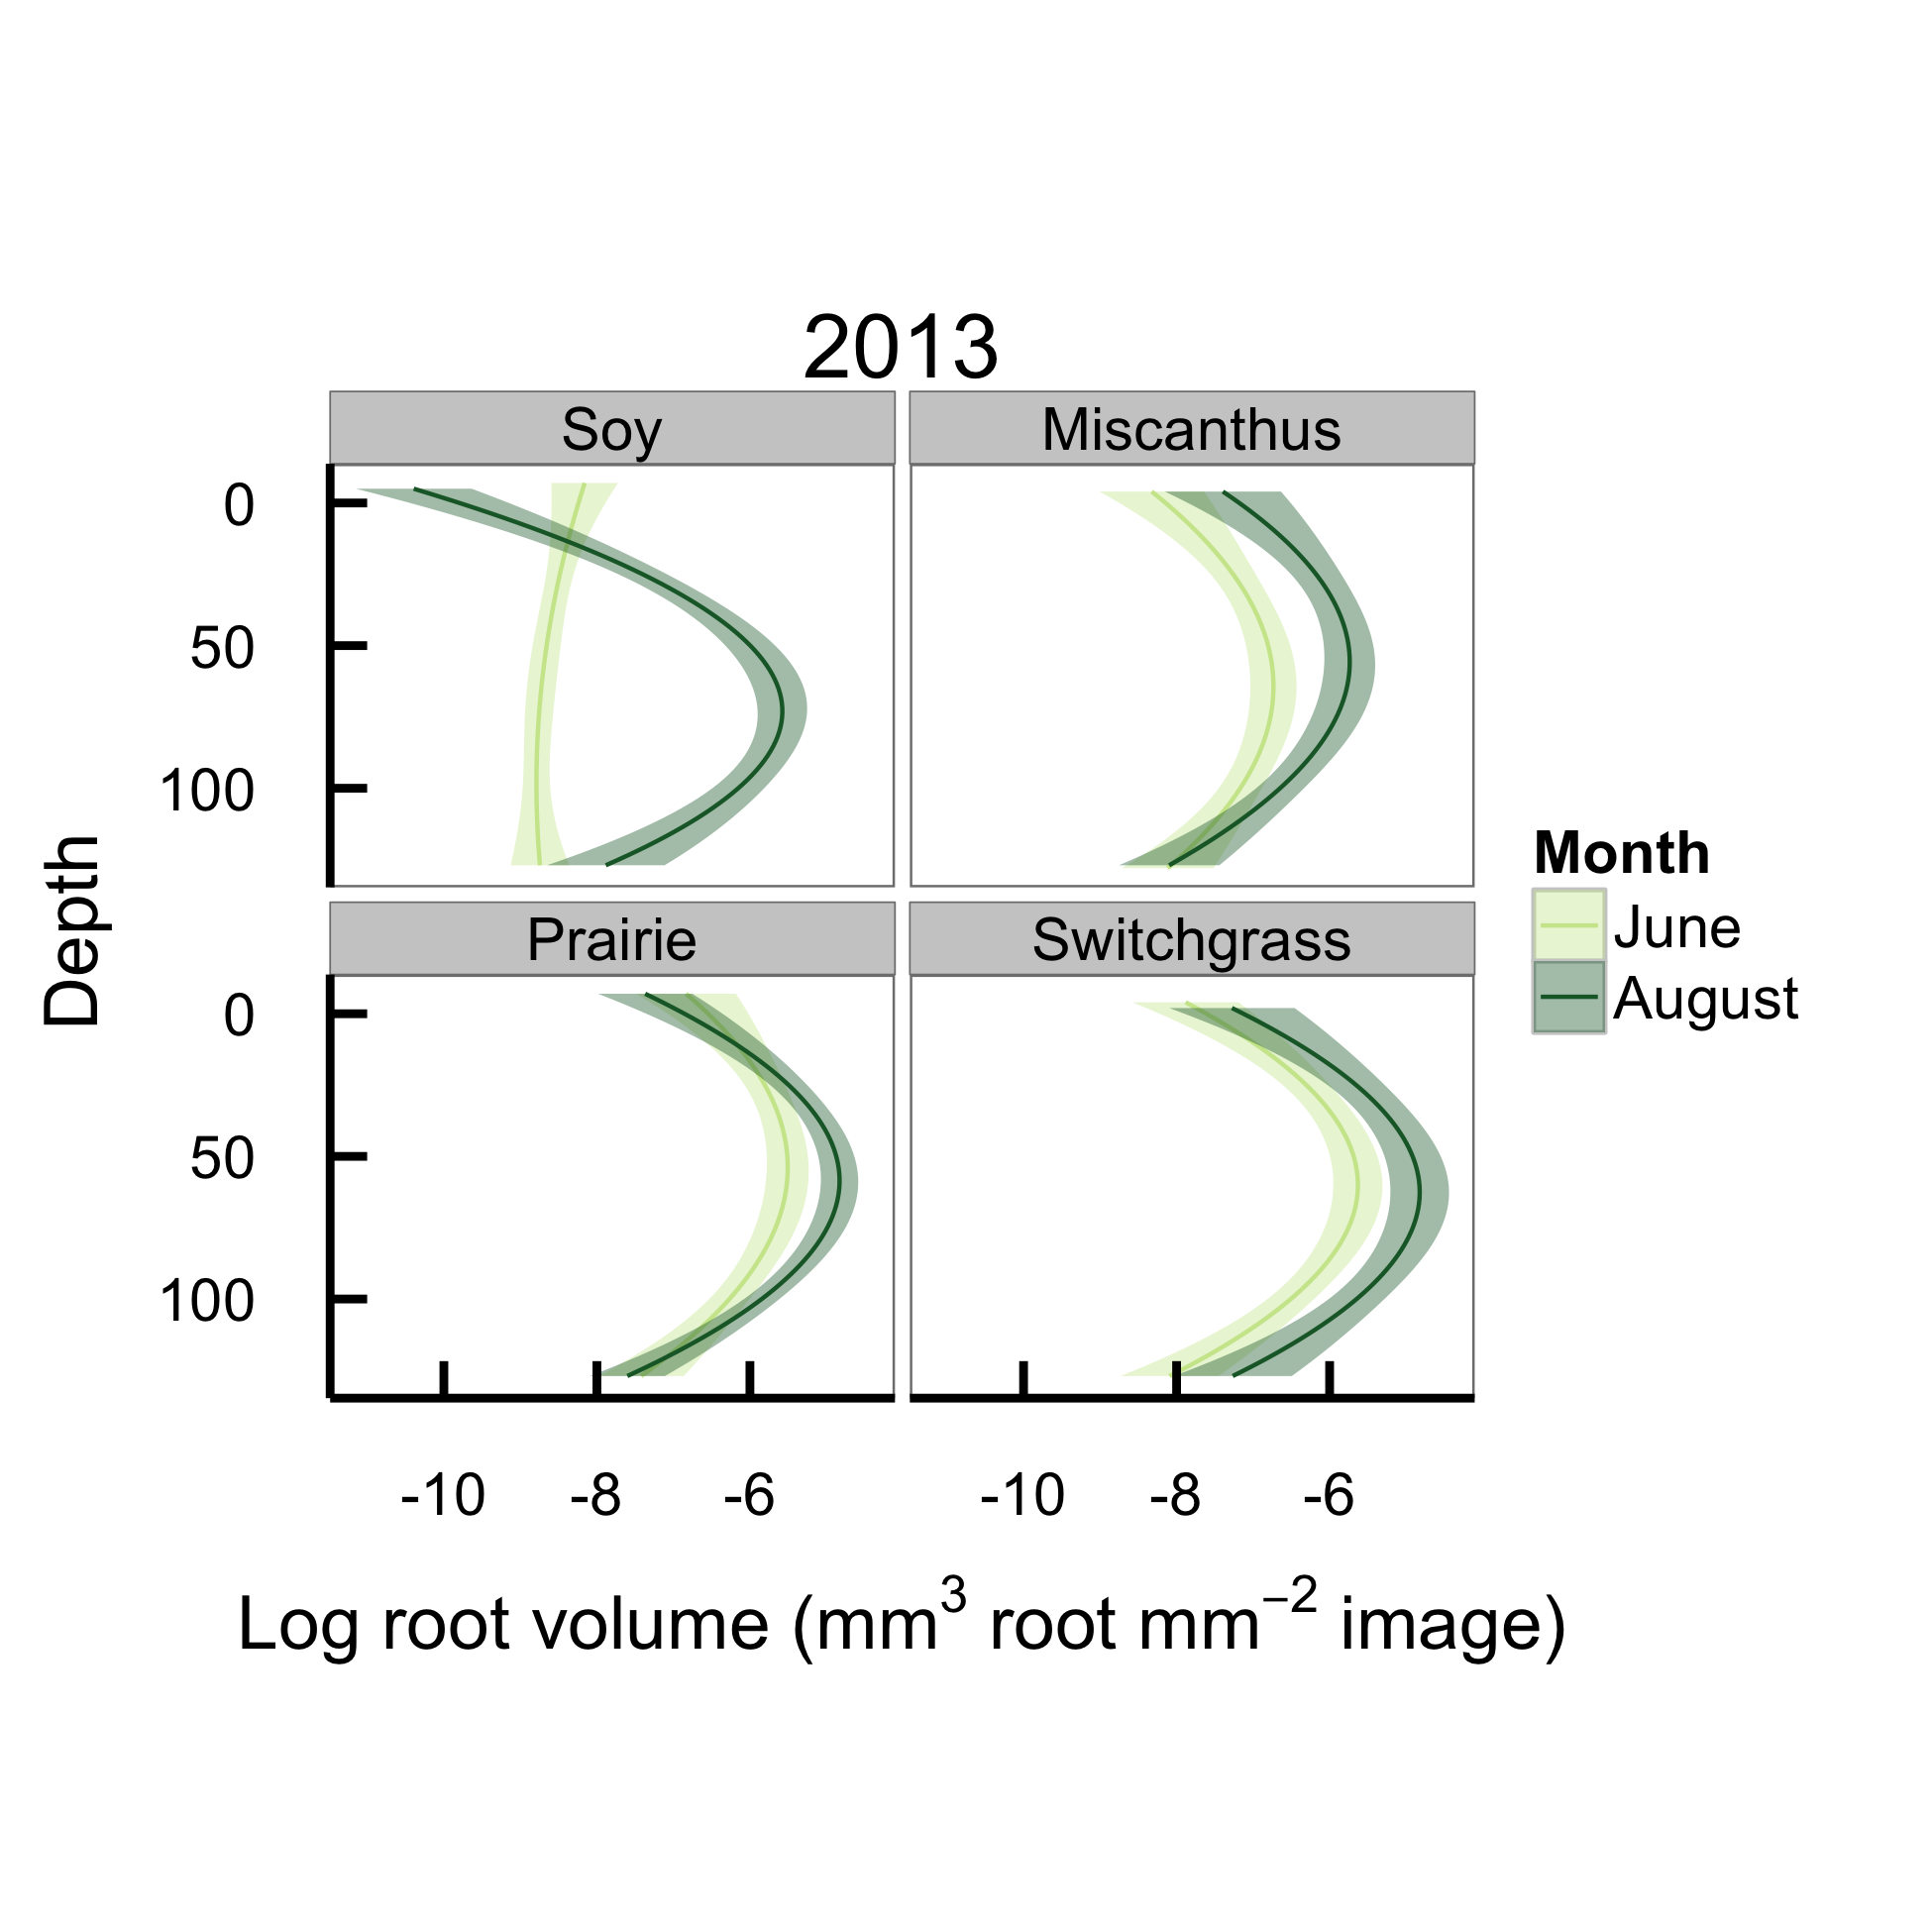 2013
Soy
Miscanthus
0
50
100
Depth
Prairie
Switchgrass
0
50
100
Month
June
August
-10
-8
-6
-10
-8
-6
Log root volume (mm³ root mm⁻² image)